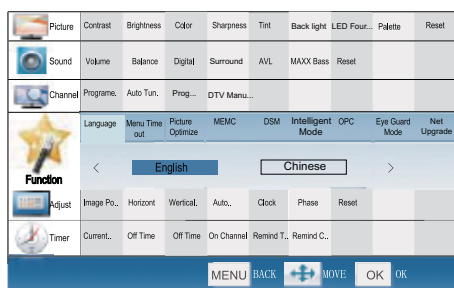 Picture Contrast Brightness Color Sharpness Tint Back light LED Four... Palette Reset
Sound Volume Balance Digital Surround AVL MAXX Bass Reset
Channel Programe. Auto Tun. Prog... DTV Manu...
Language Menu Time out Picture Optimize MEMC DSM Intelligent Mode OPC Eye Guard Mode Net Upgrade
Function < English Chinese >
Adjust Image Po.. Horizont Wertical. Auto.. Clock Phase Reset
Timer Current.. Off Time Off Time On Channel Remind T.. Remind C..
MENU BACK MOVE OK OK